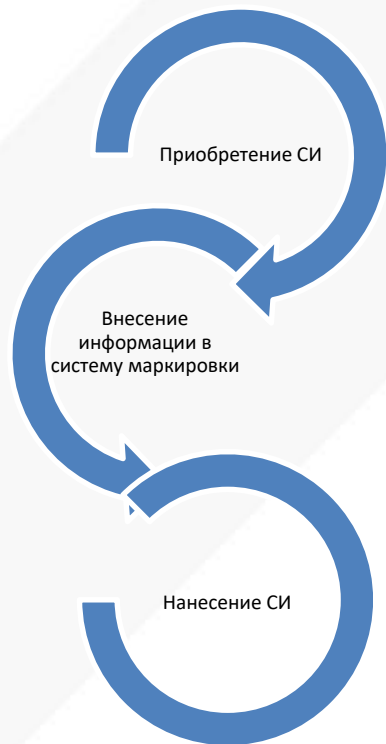 Приобретение СИ
Внесение
информации в
систему маркировки
Нанесение СИ